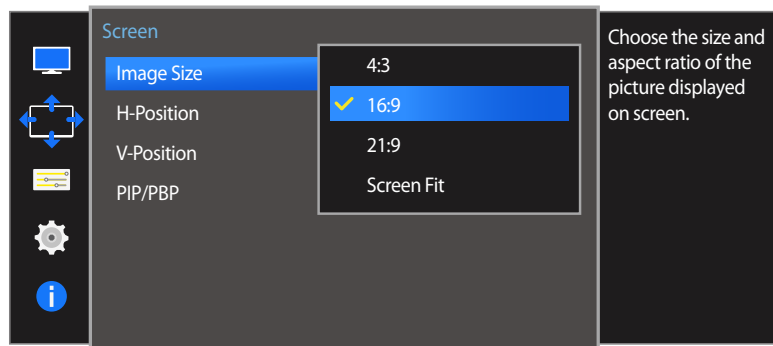 Screen
Image Size
H-Position
V-Position
PIP/PBP
4:3
16:9
21:9
Screen Fit
Choose the size and
aspect ratio of the
picture displayed
on screen.
i